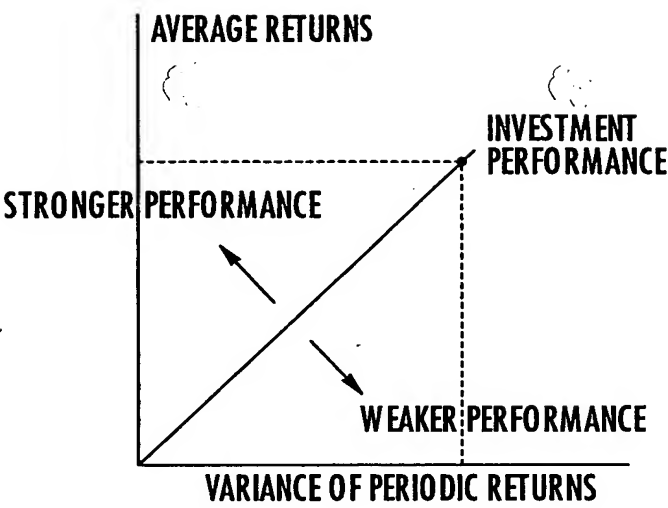 AVERAGE RETURNS
INVESTMENT
PERFORMANCE
STRONGER PERFORMANCE
WEAKER PERFORMANCE
VARIANCE OF PERIODIC RETURNS